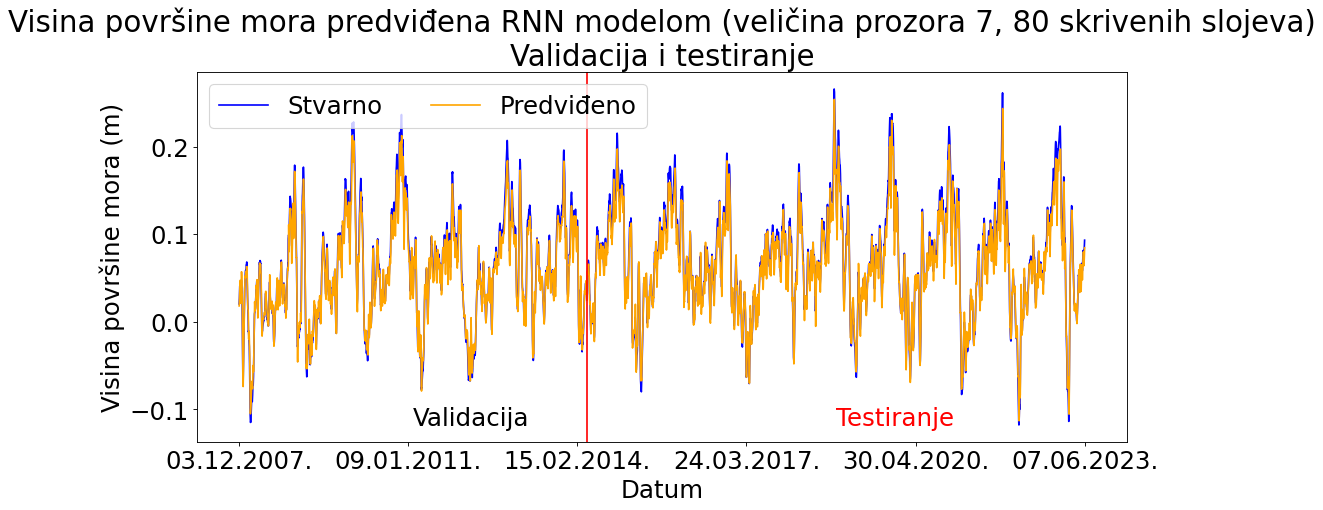 Visina površine mora predviđena RNN modelom (veličina prozora 7, 80 skrivenih slojeva)
Validacija i testiranje
Stvarno Predviđeno
Visina površine mora (m)
0.2
0.1
0.0
−0.1
Validacija Testiranje
03.12.2007. 09.01.2011. 15.02.2014. 24.03.2017. 30.04.2020. 07.06.2023.
Datum